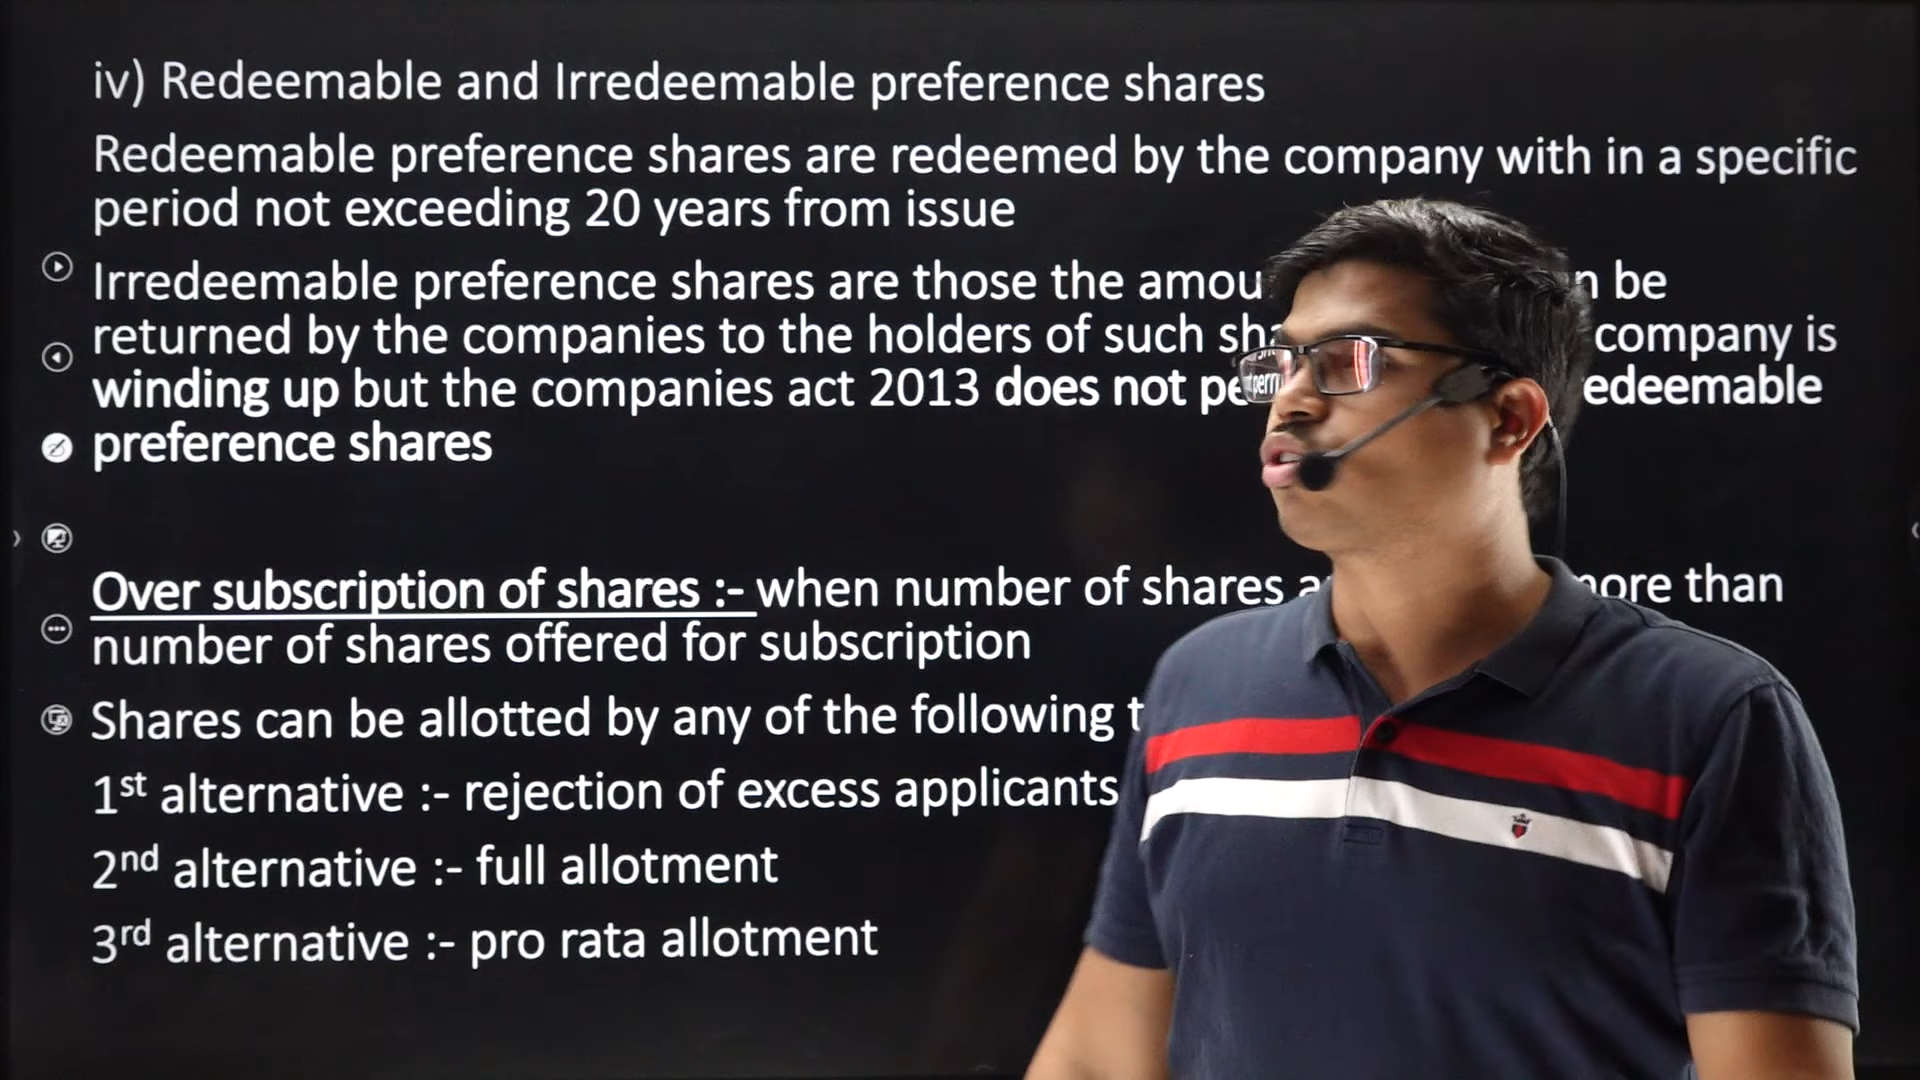 iv) Redeemable and Irredeemable preference shares
Redeemable preference shares are redeemed by the company with in a specific
period not exceeding 20 years from issue
Irredeemable preference shares are those the be
returned by the companies to the holders of such company is
winding up but the companies act 2013 does not
preference shares
Over subscription of shares :- when number of shares than
number of shares offered for subscription
Shares can be allotted by any of the following
1st alternative :- rejection of excess applicants
2nd alternative :- full allotment
3rd alternative :- pro rata allotment